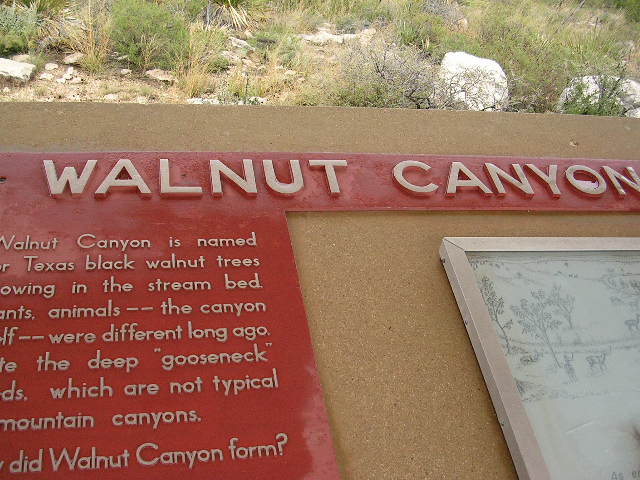 WALNUT CANYON
Walnut Canyon is named
or Texas black walnut trees
owing in the stream bed.
ants, animals -- the canyon
lf -- were different long ago.
te the deep "gooseneck"
ds, which are not typical
mountain canyons.
y did Walnut Canyon form?
As